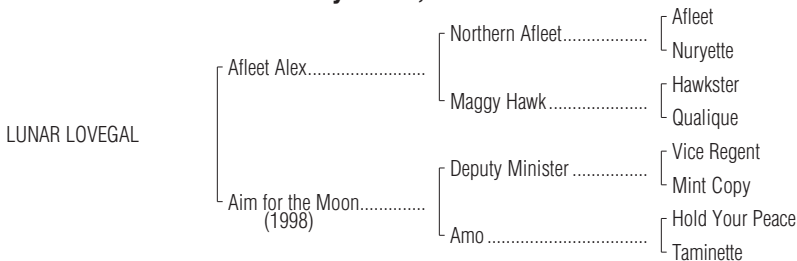 Afleet
Northern Afleet..................
Nuryette
Afleet Alex.........................
Hawkster
Maggy Hawk.....................
Qualique
LUNAR LOVEGAL
Vice Regent
Deputy Minister ................
Mint Copy
Aim for the Moon..............
(1998)
Hold Your Peace
Amo ..................................
Taminette